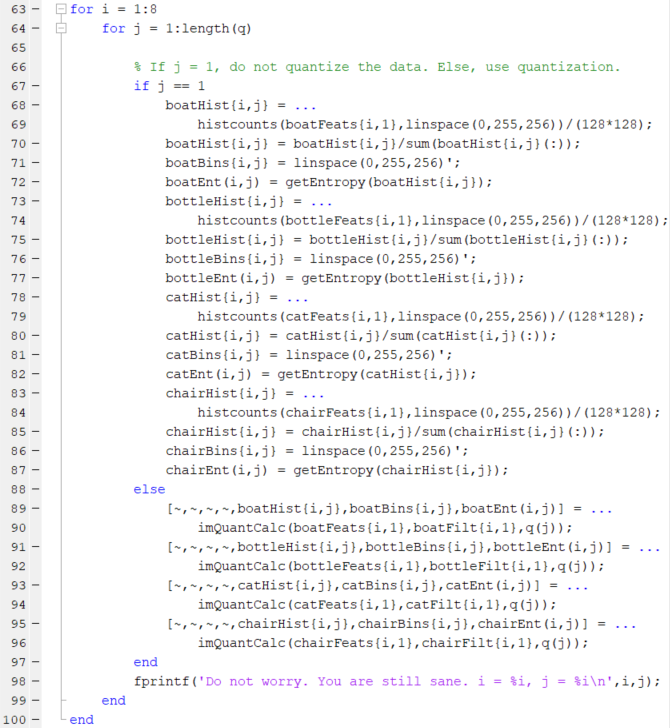 63 - for i = 1:8
64 - for j = 1:length(q)
65
66 % If j = 1, do not quantize the data. Else, use quantization.
67 - if j == 1
68 - boatHist{i,j} = ...
69 histcounts(boatFeats{i,1},linspace(0,255,256))/(128*128);
70 - boatHist{i,j} = boatHist{i,j}/sum(boatHist{i,j}(:));
71 - boatBins{i,j} = linspace(0,255,256)';
72 - boatEnt(i,j) = getEntropy(boatHist{i,j});
73 - bottleHist{i,j} = ...
74 histcounts(bottleFeats{i,1},linspace(0,255,256))/(128*128);
75 - bottleHist{i,j} = bottleHist{i,j}/sum(bottleHist{i,j}(:));
76 - bottleBins{i,j} = linspace(0,255,256)';
77 - bottleEnt(i,j) = getEntropy(bottleHist{i,j});
78 - catHist{i,j} = ...
79 histcounts(catFeats{i,1},linspace(0,255,256))/(128*128);
80 - catHist{i,j} = catHist{i,j}/sum(catHist{i,j}(:));
81 - catBins{i,j} = linspace(0,255,256)';
82 - catEnt(i,j) = getEntropy(catHist{i,j});
83 - chairHist{i,j} = ...
84 histcounts(chairFeats{i,1},linspace(0,255,256))/(128*128);
85 - chairHist{i,j} = chairHist{i,j}/sum(chairHist{i,j}(:));
86 - chairBins{i,j} = linspace(0,255,256)';
87 - chairEnt(i,j) = getEntropy(chairHist{i,j});
88 - else
89 - [~,~,~,~,boatHist{i,j},boatBins{i,j},boatEnt(i,j)] = ...
90 imQuantCalc(boatFeats{i,1},boatFilt{i,1},q(j));
91 - [~,~,~,~,bottleHist{i,j},bottleBins{i,j},bottleEnt(i,j)] = ...
92 imQuantCalc(bottleFeats{i,1},bottleFilt{i,1},q(j));
93 - [~,~,~,~,catHist{i,j},catBins{i,j},catEnt(i,j)] = ...
94 imQuantCalc(catFeats{i,1},catFilt{i,1},q(j));
95 - [~,~,~,~,chairHist{i,j},chairBins{i,j},chairEnt(i,j)] = ...
96 imQuantCalc(chairFeats{i,1},chairFilt{i,1},q(j));
97 - end
98 - fprintf('Do not worry. You are still sane. i = %i, j = %i\n',i,j);
99 - end
100 - end